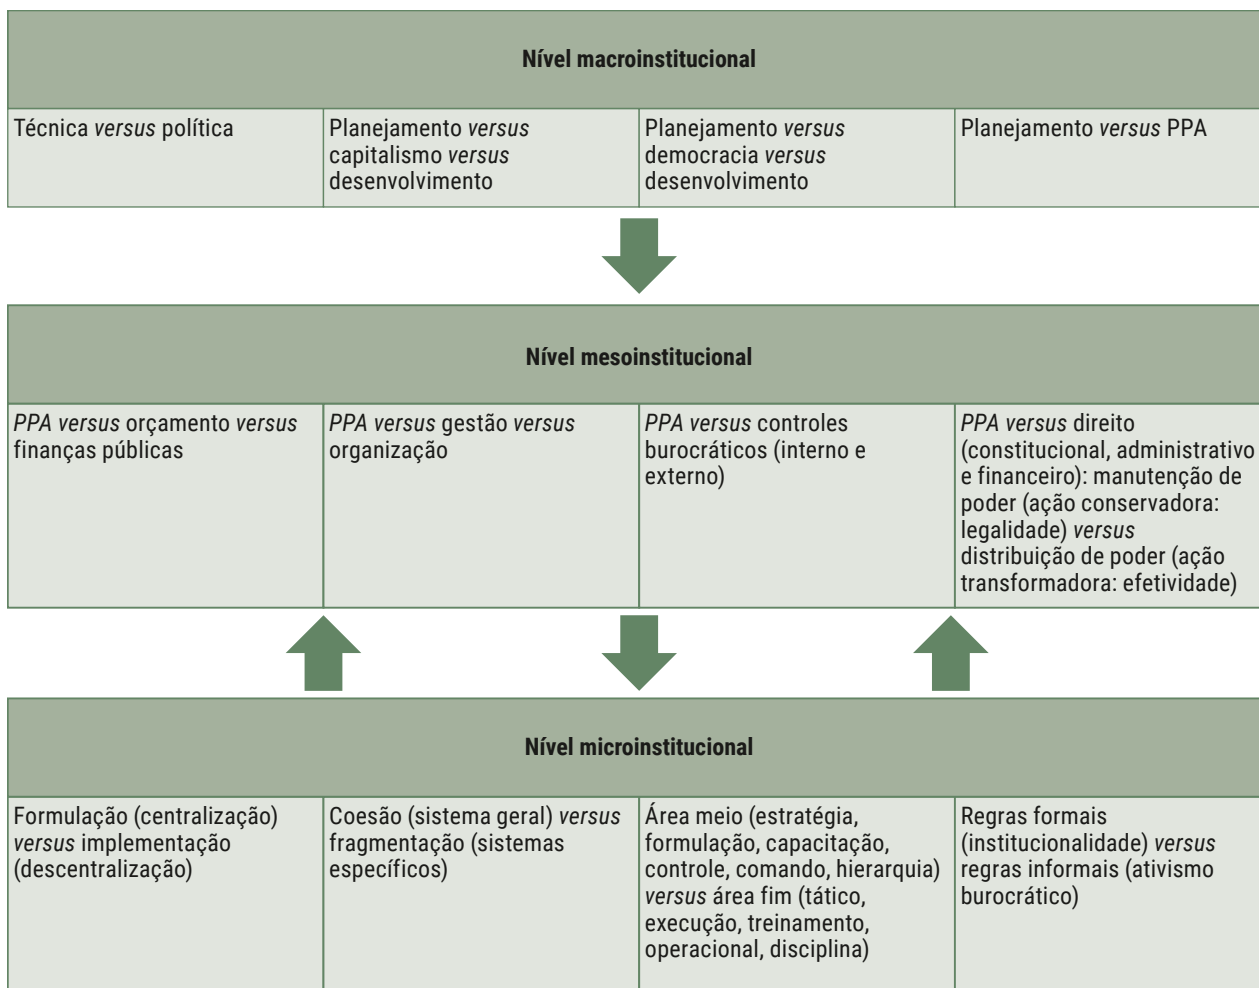 Nível macroinstitucional
Técnica versus política
Planejamento versus
capitalismo versus
desenvolvimento
Planejamento versus
democracia versus
desenvolvimento
Planejamento versus PPA
Nível mesoinstitucional
PPA versus orçamento versus
finanças públicas
PPA versus gestão versus
organização
PPA versus controles
burocráticos (interno e
externo)
PPA versus direito
(constitucional, administrativo
e financeiro): manutenção de
poder (ação conservadora:
legalidade) versus
distribuição de poder (ação
transformadora: efetividade)
Nível microinstitucional
Formulação (centralização)
versus implementação
(descentralização)
Coesão (sistema geral) versus
fragmentação (sistemas
específicos)
Área meio (estratégia,
formulação, capacitação,
controle, comando, hierarquia)
versus área fim (tático,
execução, treinamento,
operacional, disciplina)
Regras formais
(institucionalidade) versus
regras informais (ativismo
burocrático)